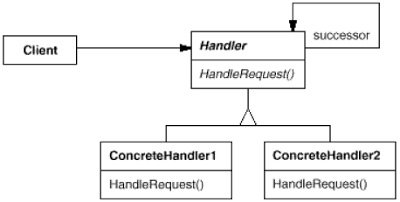 Client
Handler
successor
HandleRequest()
ConcreteHandler1
ConcreteHandler2
HandleRequest()
HandleRequest()